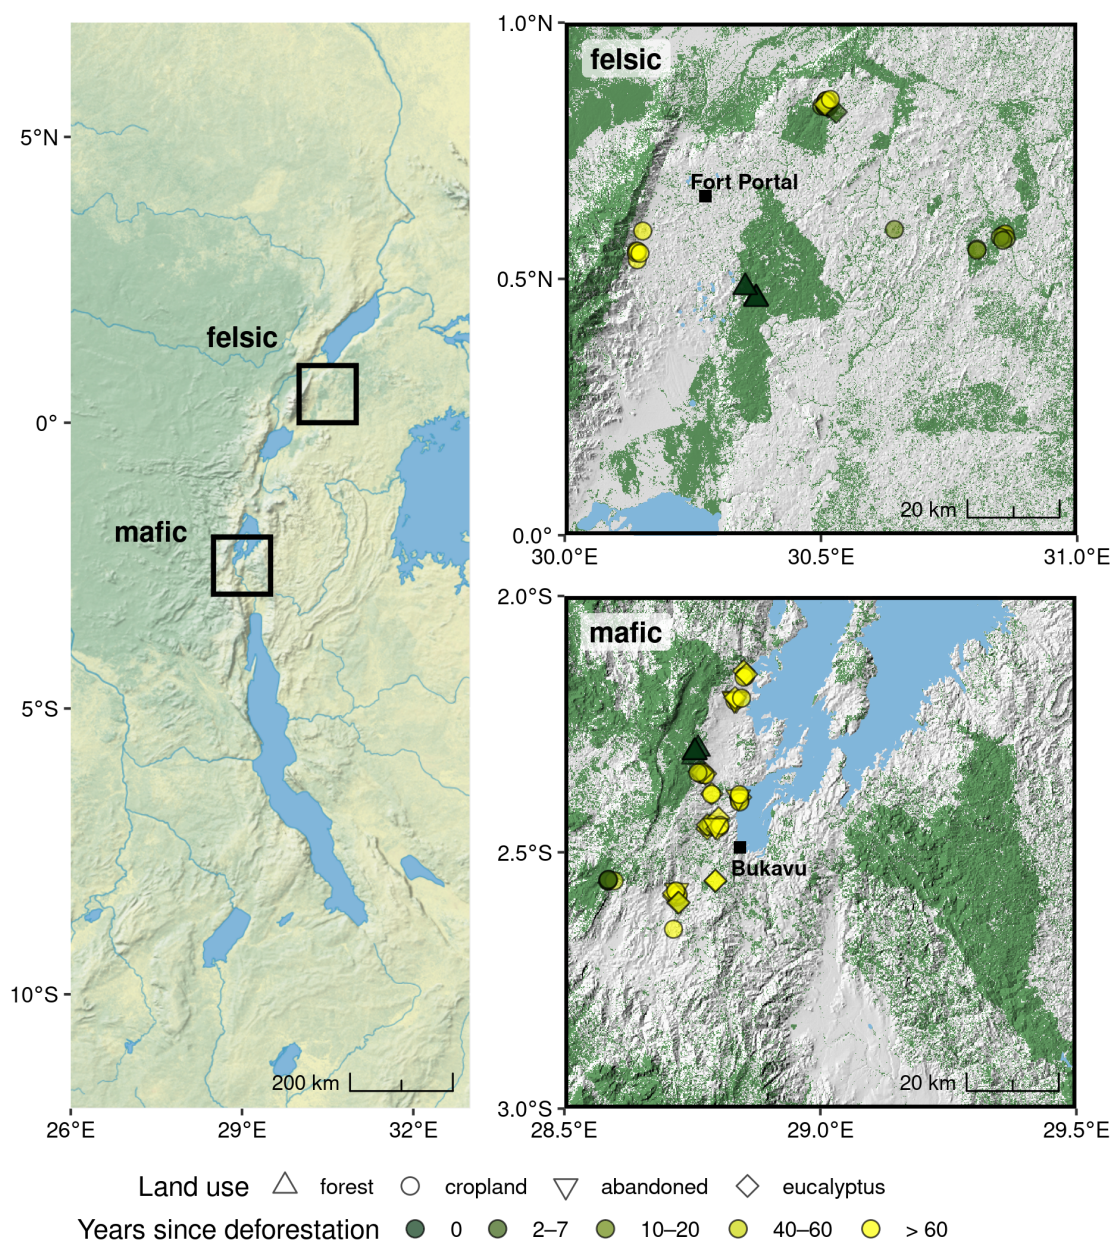 felsic
mafic
5°N
0°
5°S
10°S
26°E
29°E
32°E
200 km
1.0°N
0.5°N
0.0°
felsic
Fort Portal
20 km
30.0°E
30.5°E
31.0°E
2.0°S
2.5°S
3.0°S
mafic
Bukavu
20 km
28.5°E
29.0°E
29.5°E
Land use forest cropland abandoned eucalyptus
Years since deforestation 0 2–7 10–20 40–60 > 60